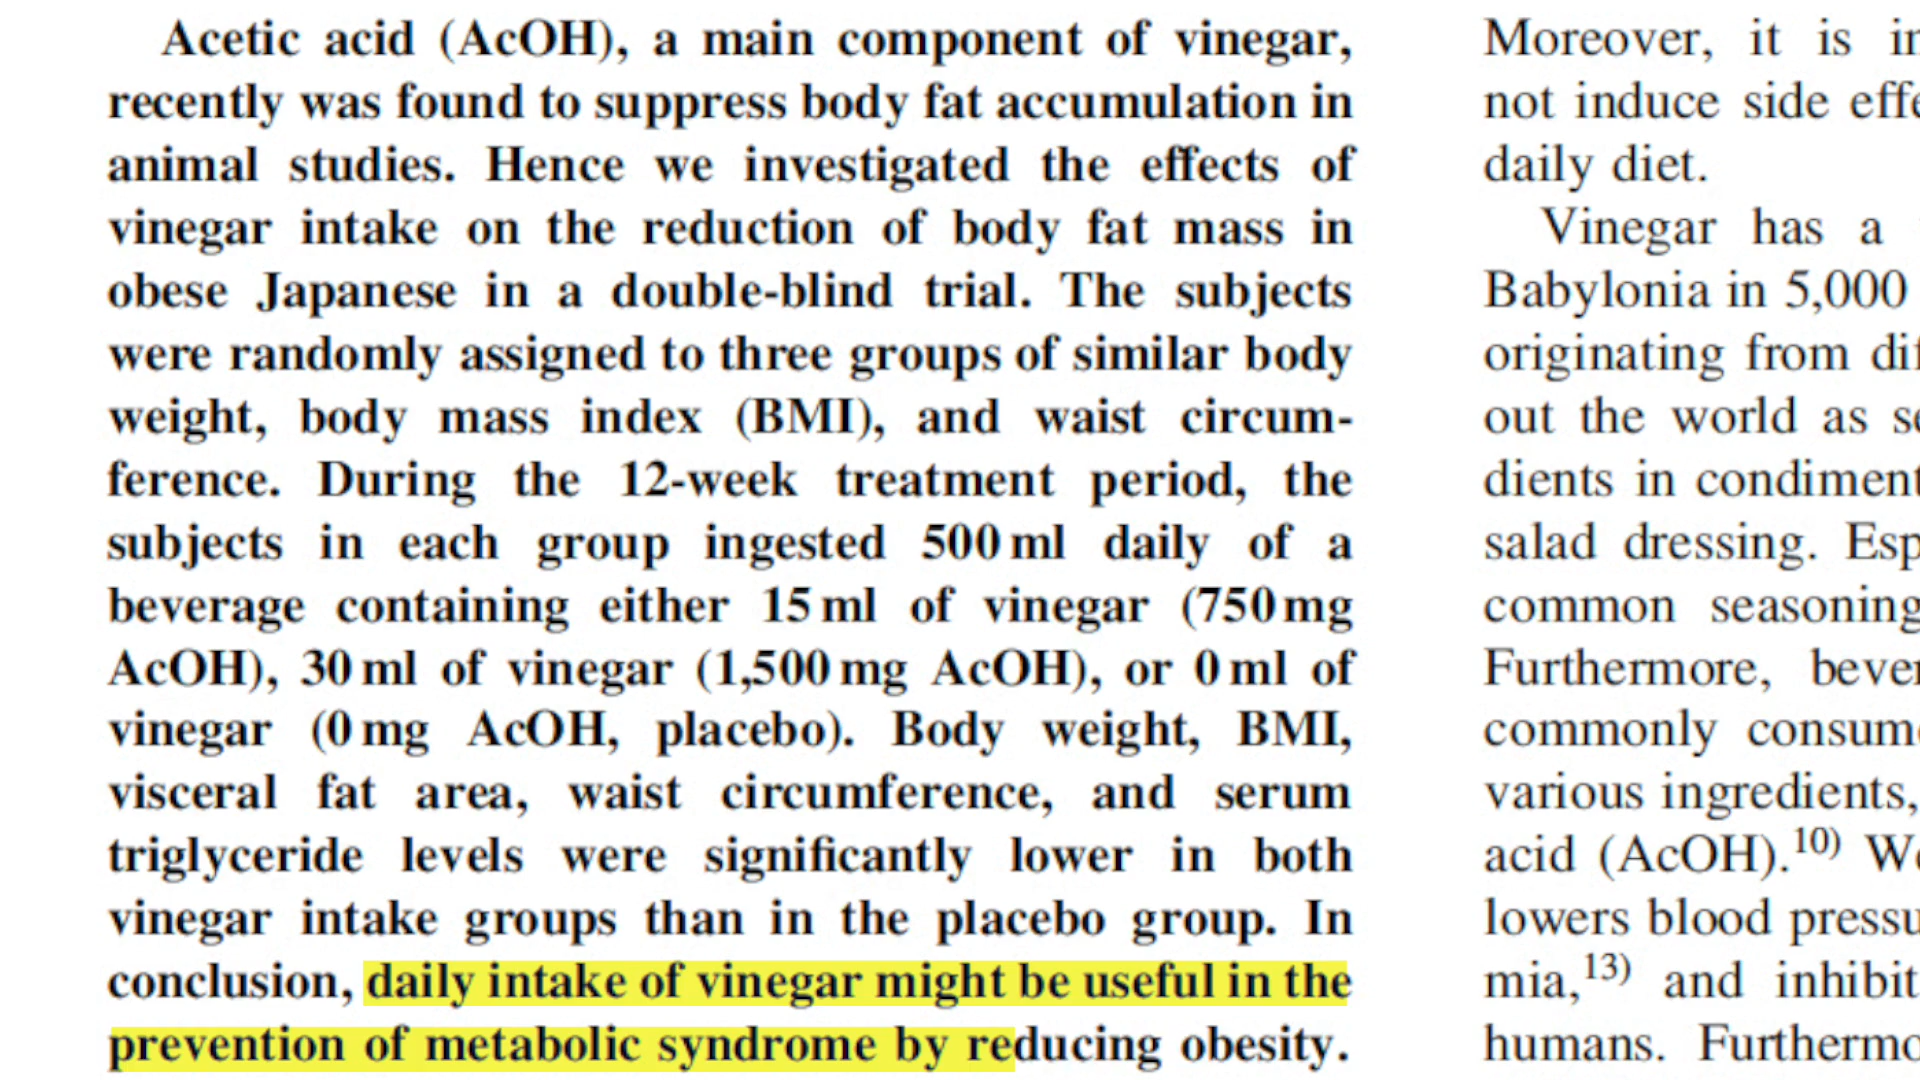 Acetic acid (AcOH), a main component of vinegar,
recently was found to suppress body fat accumulation in
animal studies. Hence we investigated the effects of
vinegar intake on the reduction of body fat mass in
obese Japanese in a double-blind trial. The subjects
were randomly assigned to three groups of similar body
weight, body mass index (BMI), and waist circum-
ference. During the 12-week treatment period, the
subjects in each group ingested 500 ml daily of a
beverage containing either 15 ml of vinegar (750 mg
AcOH), 30 ml of vinegar (1,500 mg AcOH), or 0 ml of
vinegar (0 mg AcOH, placebo). Body weight, BMI,
visceral fat area, waist circumference, and serum
triglyceride levels were significantly lower in both
vinegar intake groups than in the placebo group. In
conclusion, daily intake of vinegar might be useful in the
prevention of metabolic syndrome by reducing obesity.
Moreover, it is
not induce side
daily diet.
Vinegar has a
Babylonia in 5,000
originating from
out the world as
dients in
salad dressing.
common seasoning
Furthermore,
commonly
various ingredients,
acid (AcOH).10)
lowers blood
mia,13) and
humans.